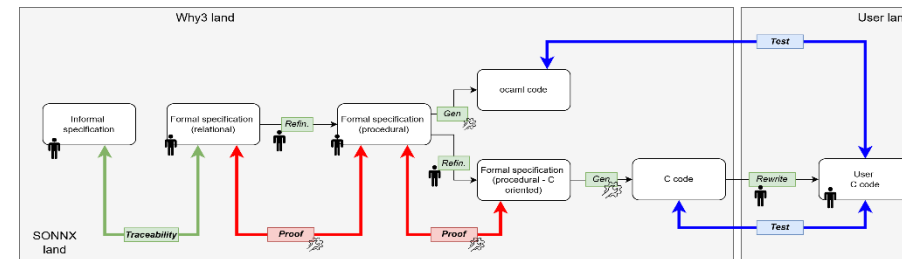 Why3 land
User lan
Test
ocaml code
Informal
specification
Formal specification
(relational)
Refin.
Formal specification
(procedural)
Gen
Refin.
Formal specification
(procedural - C
oriented)
Gen
C code
Rewrite
User
C code
SONNX
land
Traceability
Proof
Proof
Test